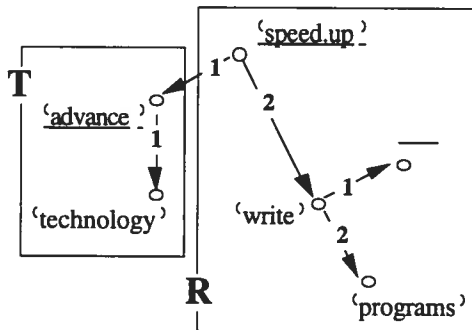 ‘speed.up’
1
T
‘advance’
2
1
1
‘technology’
‘write’
2
R
‘programs’